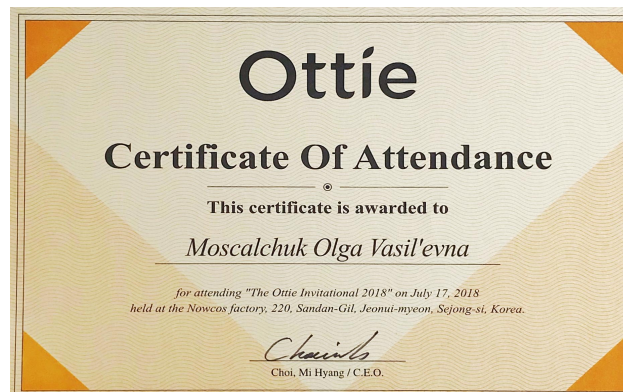 Ottie
Certificate Of Attendance
This certificate is awarded to
Moscalchuk Olga Vasil'evna
for attending "The Ottie Invitational 2018" on July 17, 2018
held at the Nowcos factory, 220, Sandan-Gil, Jeonui-myeon, Sejong-si, Korea.
Choi, Mi Hyang / C.E.O.